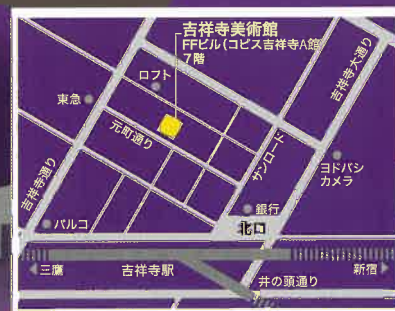 吉祥寺美術館
FFビル(コピス吉祥寺A館)
7階
ロフト
東急
元町通り
吉祥寺通り
サンロード
吉祥寺大通り
ヨドバシ
カメラ
パルコ
銀行
北口
三鷹
吉祥寺駅
井の頭通り
新宿